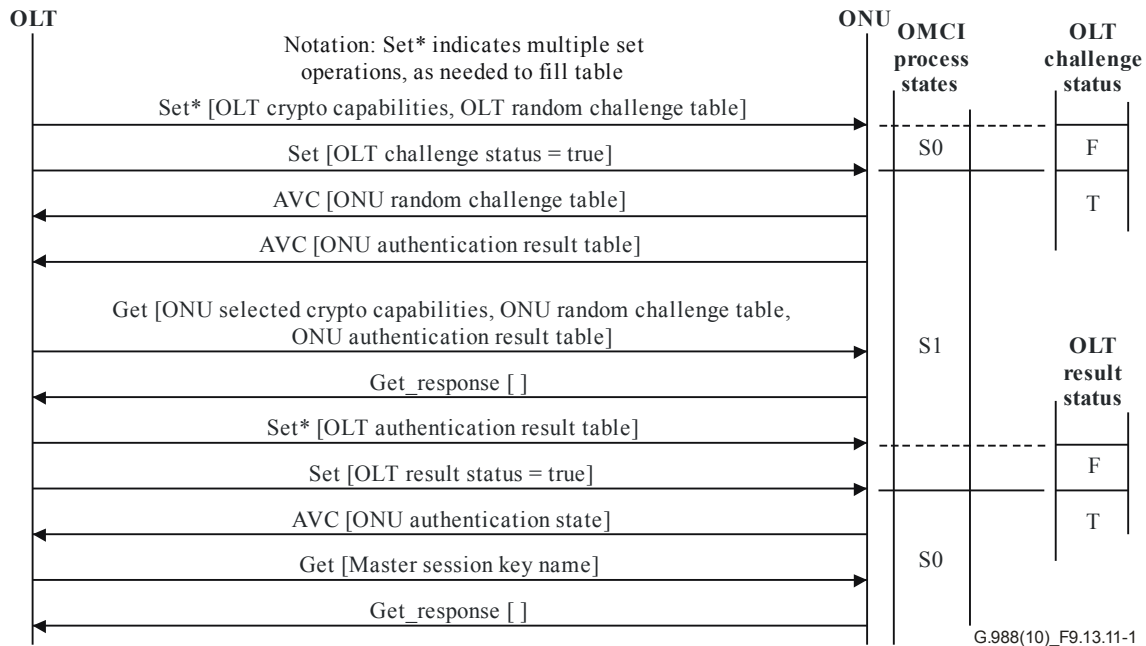 OLT
ONU
OMCI
process
states
OLT
challenge
status
Notation: Set* indicates multiple set
operations, as needed to fill table
Set* [OLT crypto capabilities, OLT random challenge table]
Set [OLT challenge status = true]
S0
F
AVC [ONU random challenge table]
T
AVC [ONU authentication result table]
Get [ONU selected crypto capabilities, ONU random challenge table,
ONU authentication result table]
S1
OLT
result
status
Get_response [ ]
Set* [OLT authentication result table]
Set [OLT result status = true]
F
AVC [ONU authentication state]
T
Get [Master session key name]
S0
Get_response [ ]
G.988(10)_F9.13.11-1